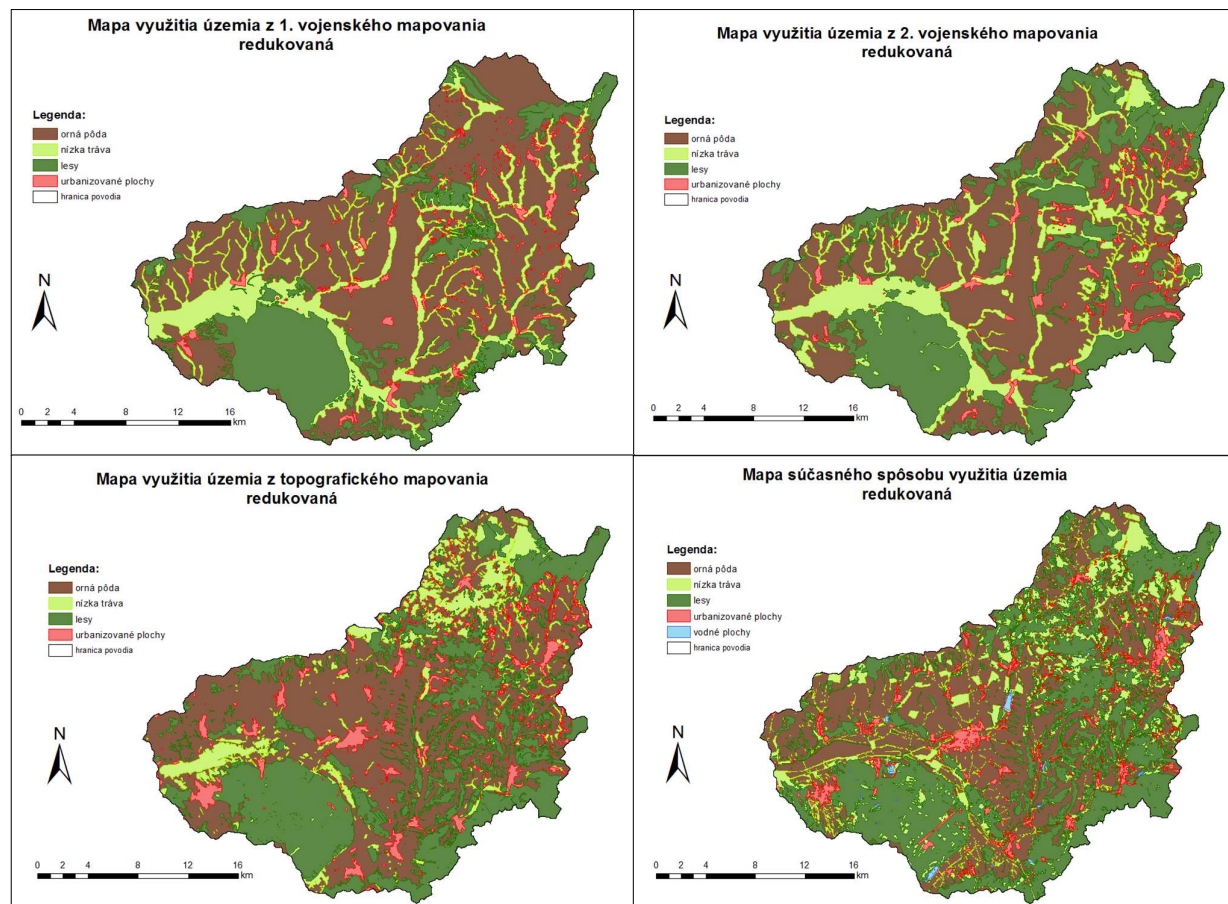 Mapa využitia územia z 1. vojenského mapovania
redukovaná
Legenda:
orná pôda
nízka tráva
lesy
urbanizované plochy
hranica povodia
N
0 2 4 8 12 16
km
Mapa využitia územia z 2. vojenského mapovania
redukovaná
Legenda:
orná pôda
nízka tráva
lesy
urbanizované plochy
hranica povodia
N
0 2 4 8 12 16
km
Mapa využitia územia z topografického mapovania
redukovaná
Legenda:
orná pôda
nízka tráva
lesy
urbanizované plochy
hranica povodia
N
0 2 4 8 12 16
km
Mapa súčasného spôsobu využitia územia
redukovaná
Legenda:
orná pôda
nízka tráva
lesy
urbanizované plochy
vodné plochy
hranica povodia
N
0 2 4 8 12 16
km